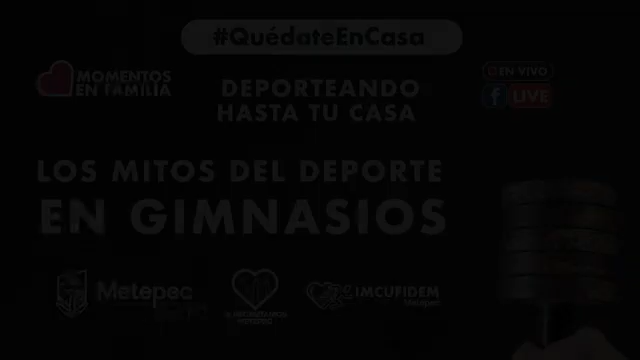 #QuédateEnCasa
MOMENTOS
EN FAMILIA
DEPORTEANDO
HASTA TU CASA
EN VIVO
f LIVE
LOS MITOS DEL DEPORTE
EN GIMNASIOS
Metepec
IMCUFIDEM